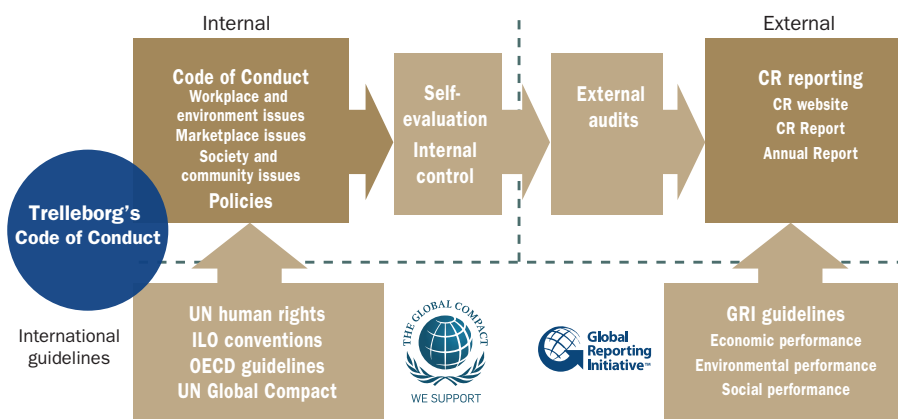 Internal
External
Code of Conduct
Workplace and
environment issues
Marketplace issues
Society and
community issues
Policies
Self-
evaluation
Internal
control
External
audits
CR reporting
CR website
CR Report
Annual Report
Trelleborg's
Code of Conduct
International
guidelines
UN human rights
ILO conventions
OECD guidelines
UN Global Compact
THE GLOBAL COMPACT
WE SUPPORT
Global
Reporting
Initiative™
GRI guidelines
Economic performance
Environmental performance
Social performance